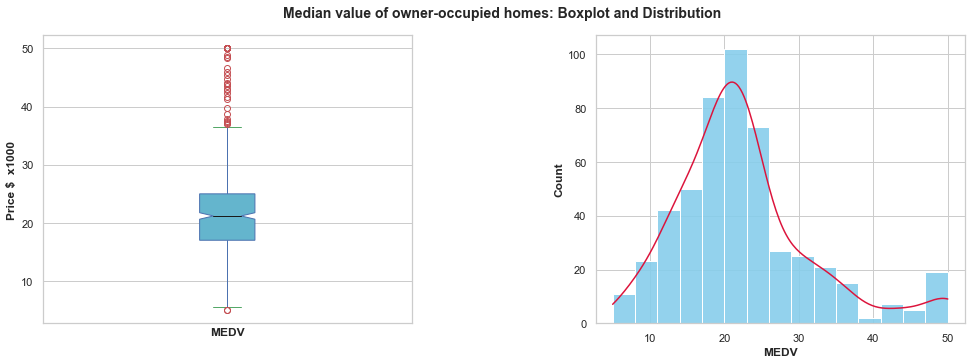 Median value of owner-occupied homes: Boxplot and Distribution
Price $ x1000
50
40
30
20
10
MEDV
Count
100
80
60
40
20
0
10 20 30 40 50
MEDV